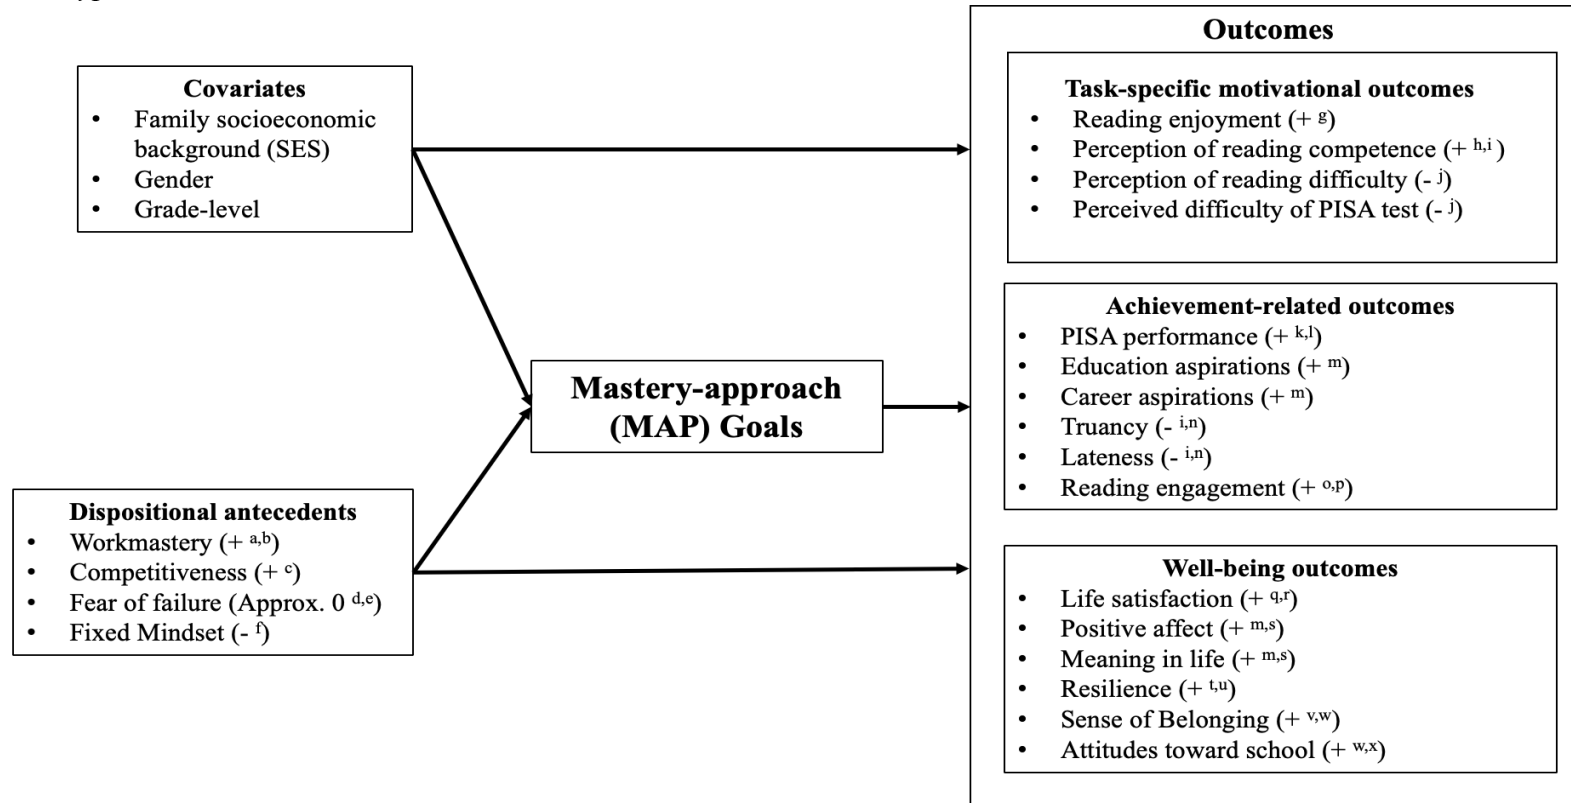 Covariates
• Family socioeconomic
background (SES)
• Gender
• Grade-level
Mastery-approach
(MAP) Goals
Dispositional antecedents
• Workmastery (+ a,b)
• Competitiveness (+ c)
• Fear of failure (Approx. 0 d,e)
• Fixed Mindset (- f)
Outcomes
Task-specific motivational outcomes
• Reading enjoyment (+ g)
• Perception of reading competence (+ h,i )
• Perception of reading difficulty (- j)
• Perceived difficulty of PISA test (- j)
Achievement-related outcomes
• PISA performance (+ k,l)
• Education aspirations (+ m)
• Career aspirations (+ m)
• Truancy (- i,n)
• Lateness (- i,n)
• Reading engagement (+ o,p)
Well-being outcomes
• Life satisfaction (+ q,r)
• Positive affect (+ m,s)
• Meaning in life (+ m,s)
• Resilience (+ t,u)
• Sense of Belonging (+ v,w)
• Attitudes toward school (+ w,x)